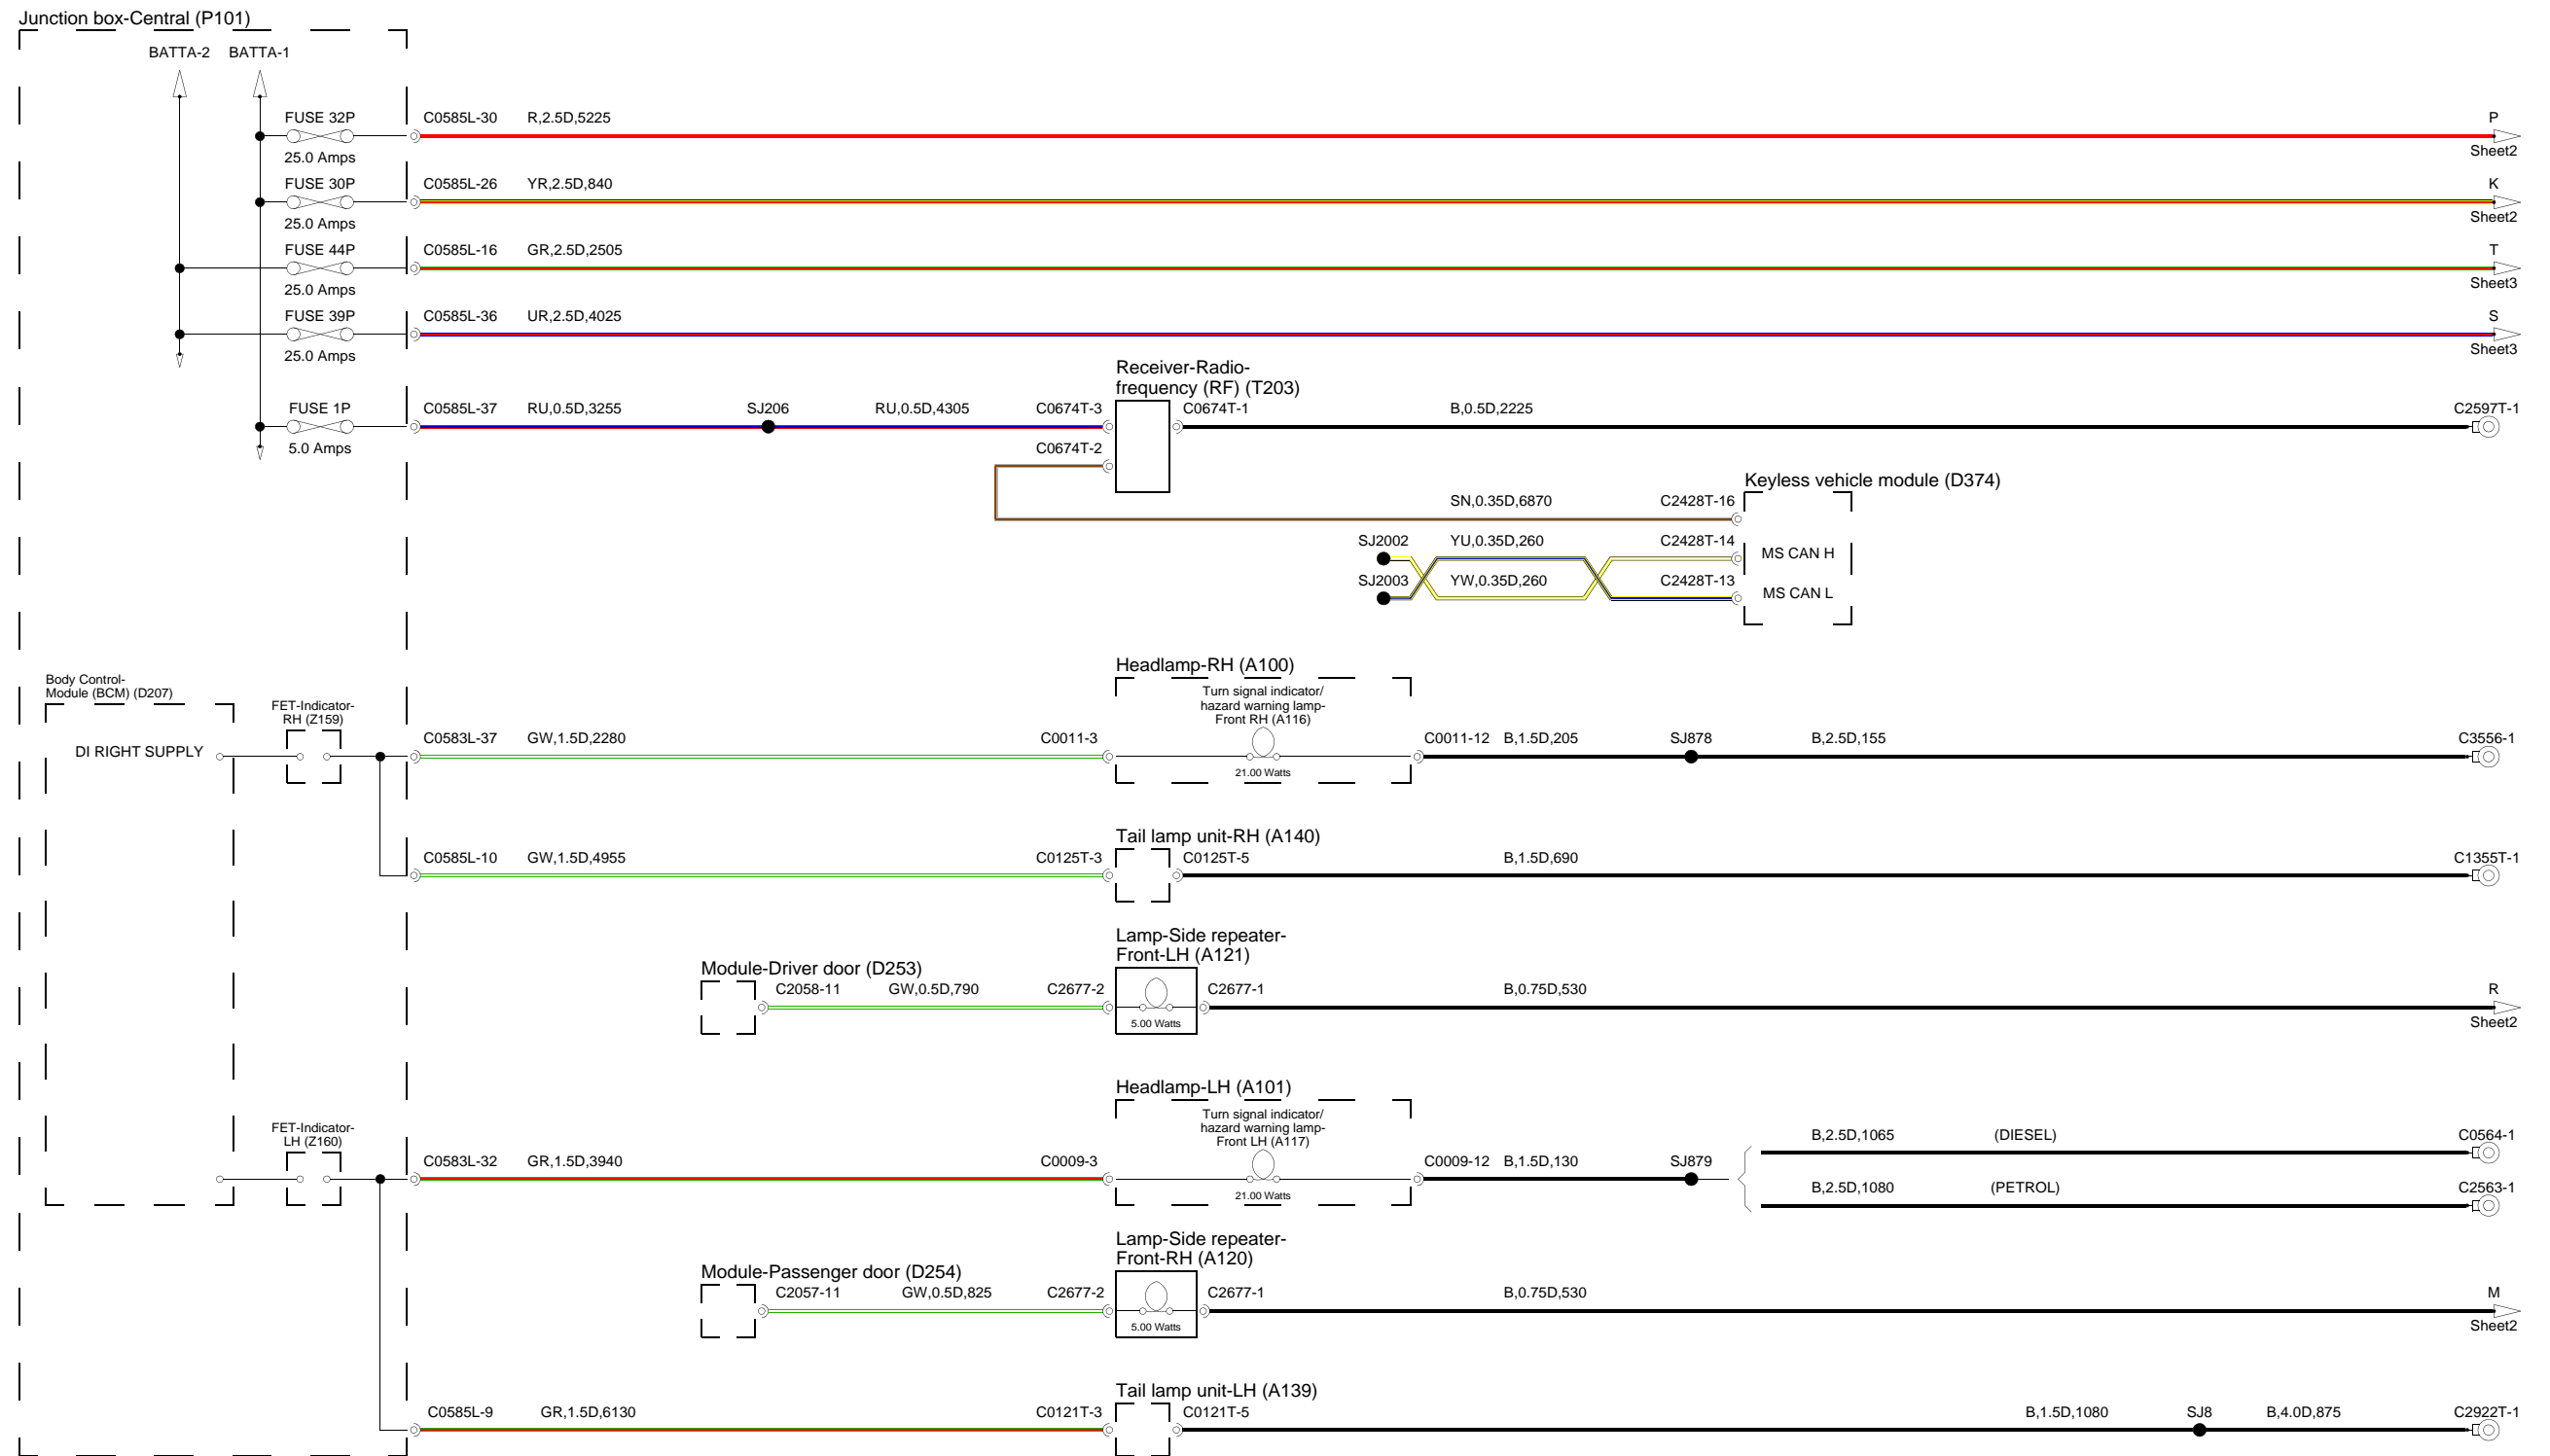 Junction box-Central (P101)
BATTA-2 BATTA-1
FUSE 32P C0585L-30 R,2.5D,5225 P
25.0 Amps Sheet2
FUSE 30P C0585L-26 YR,2.5D,840 K
25.0 Amps Sheet2
FUSE 44P C0585L-16 GR,2.5D,2505 T
25.0 Amps Sheet3
FUSE 39P C0585L-36 UR,2.5D,4025 S
25.0 Amps Sheet3
Receiver-Radio-
frequency (RF) (T203)
FUSE 1P C0585L-37 RU,0.5D,3255 SJ206 RU,0.5D,4305 C0674T-3 C0674T-1 B,0.5D,2225 C2597T-1
5.0 Amps C0674T-2
Keyless vehicle module (D374)
SN,0.35D,6870 C2428T-16
SJ2002 YU,0.35D,260 C2428T-14 MS CAN H
SJ2003 YW,0.35D,260 C2428T-13 MS CAN L
Headlamp-RH (A100)
Body Control-
Module (BCM) (D207)
Turn signal indicator/
hazard warning lamp-
Front RH (A116)
FET-Indicator-
RH (Z159)
DI RIGHT SUPPLY C0583L-37 GW,1.5D,2280 C0011-3 C0011-12 B,1.5D,205 SJ878 B,2.5D,155 C3556-1
21.00 Watts
Tail lamp unit-RH (A140)
C0585L-10 GW,1.5D,4955 C0125T-3 C0125T-5 B,1.5D,690 C1355T-1
Lamp-Side repeater-
Front-LH (A121)
Module-Driver door (D253)
C2058-11 GW,0.5D,790 C2677-2 C2677-1 B,0.75D,530 R
5.00 Watts Sheet2
Headlamp-LH (A101)
Turn signal indicator/
hazard warning lamp-
Front LH (A117)
FET-Indicator-
LH (Z160)
B,2.5D,1065 (DIESEL) C0564-1
C0583L-32 GR,1.5D,3940 C0009-3 C0009-12 B,1.5D,130 SJ879
21.00 Watts B,2.5D,1080 (PETROL) C2563-1
Lamp-Side repeater-
Front-RH (A120)
Module-Passenger door (D254)
C2057-11 GW,0.5D,825 C2677-2 C2677-1 B,0.75D,530 M
5.00 Watts Sheet2
Tail lamp unit-LH (A139)
C0585L-9 GR,1.5D,6130 C0121T-3 C0121T-5 B,1.5D,1080 SJ8 B,4.0D,875 C2922T-1